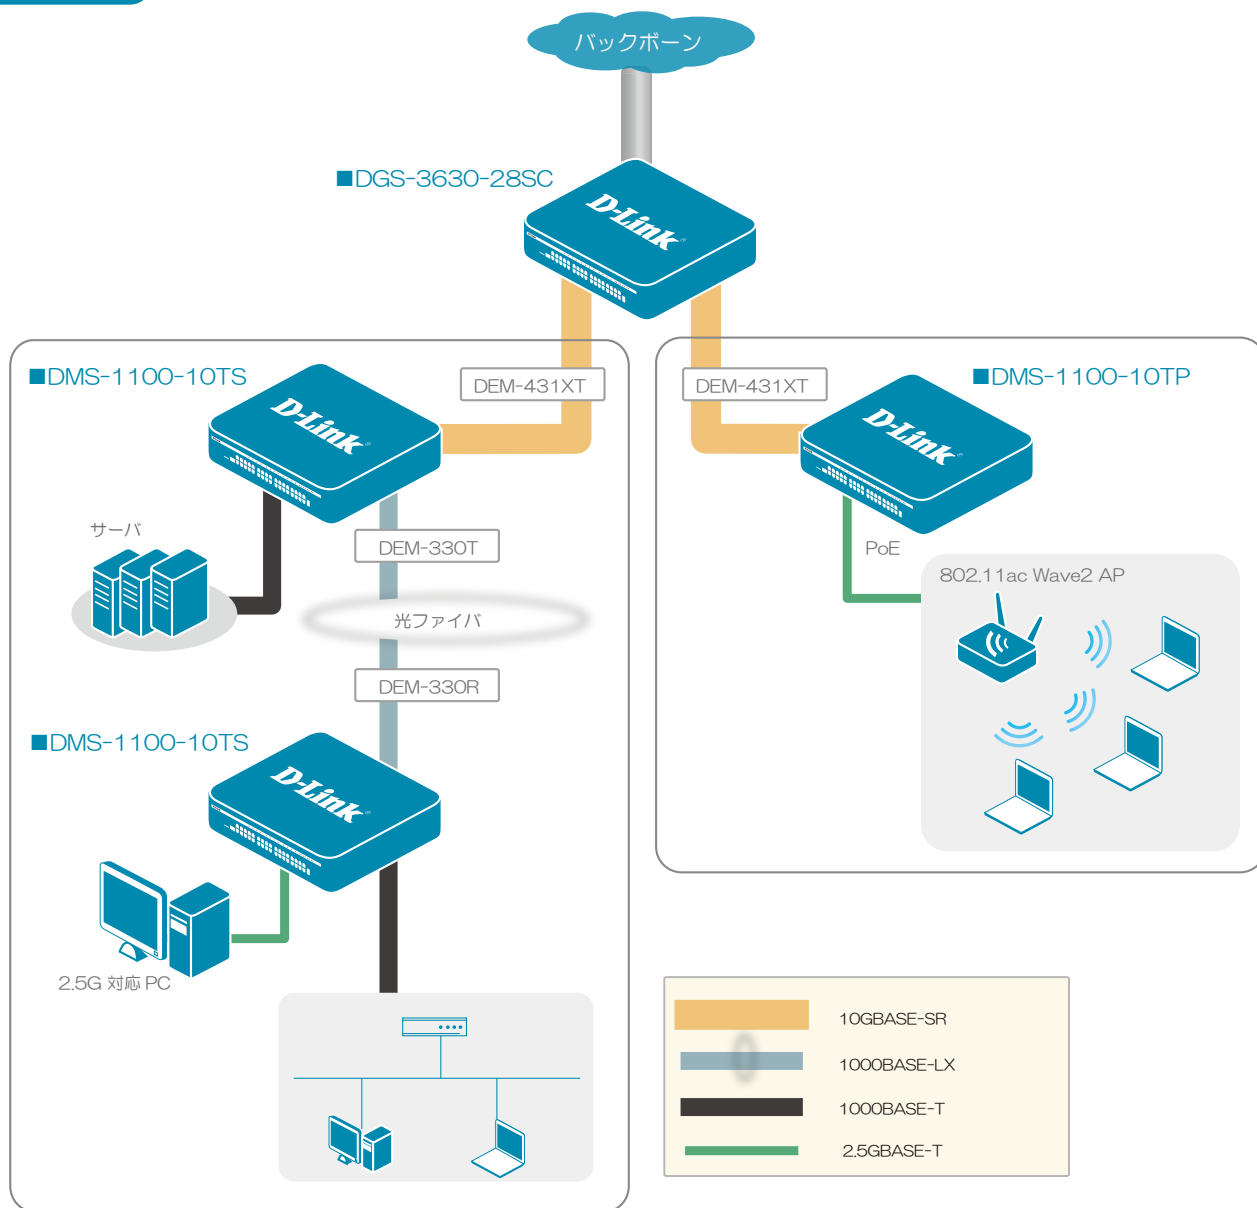 バックボーン
■DGS-3630-28SC
D-Link
■DMS-1100-10TS
DEM-431XT
DEM-431XT
■DMS-1100-10TP
D-Link
D-Link
サーバ
DEM-330T
PoE
光ファイバ
802.11ac Wave2 AP
DEM-330R
■DMS-1100-10TS
D-Link
2.5G 対応 PC
10GBASE-SR
1000BASE-LX
1000BASE-T
2.5GBASE-T